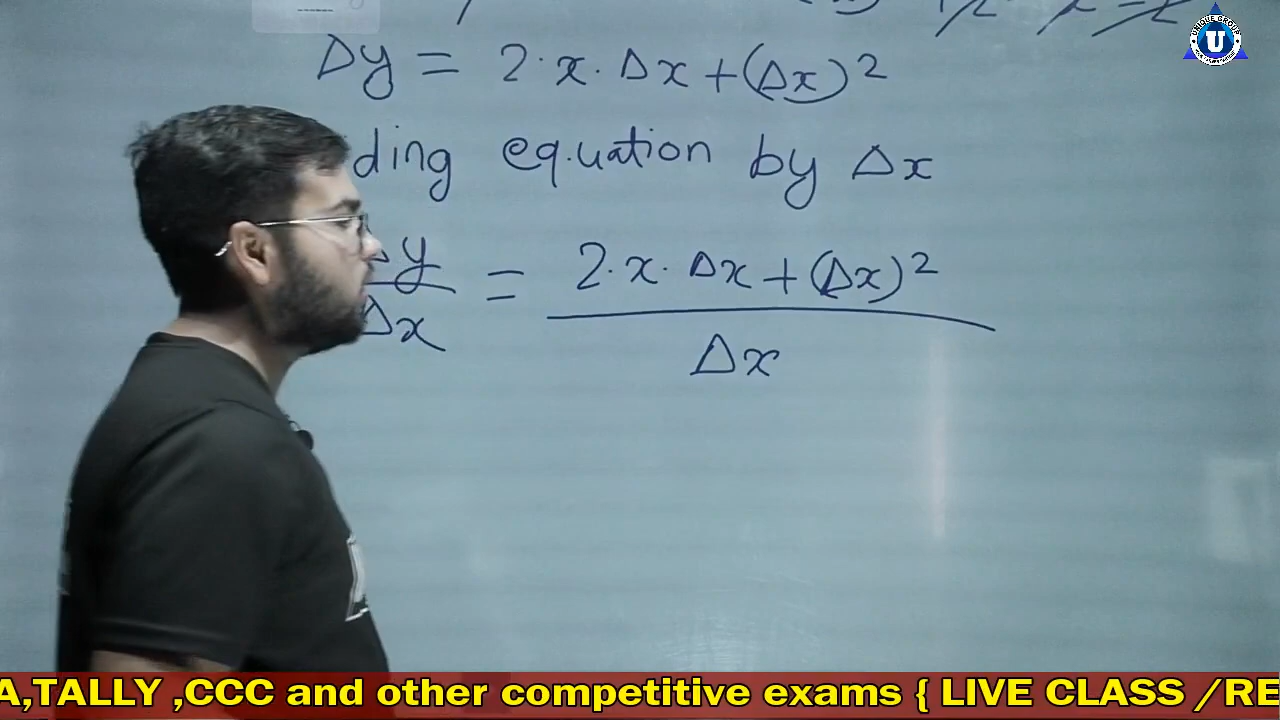 Δy = 2·x·Δx+(Δx)²
ding equation by Δx
Δy/Δx = 2·x·Δx+(Δx)²/Δx
U
A,TALLY ,CCC and other competitive exams { LIVE CLASS /RE